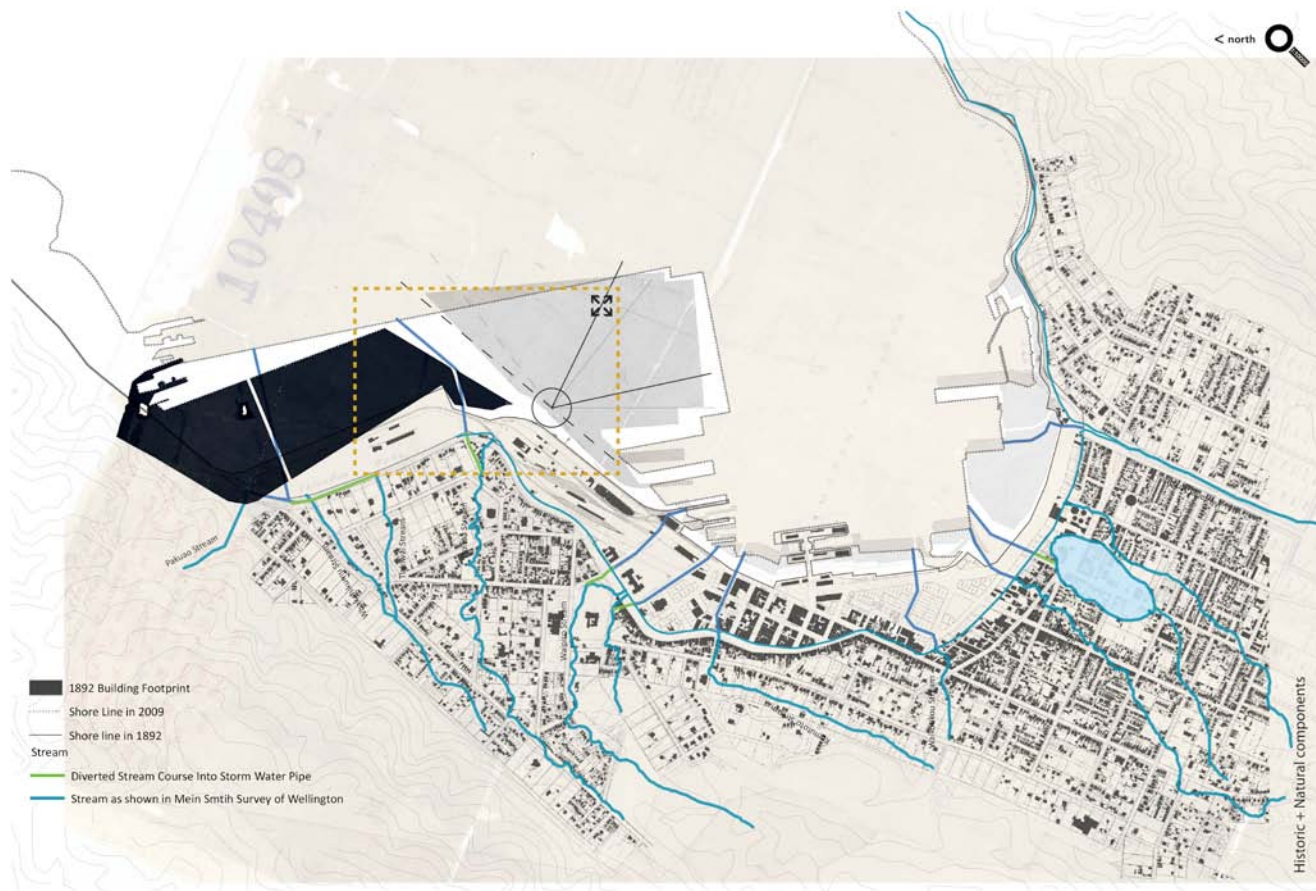 < north
10498
Pakuao Stream
1892 Building Footprint
Shore Line in 2009
Shore line in 1892
Stream
Diverted Stream Course Into Storm Water Pipe
Stream as shown in Mein Smtih Survey of Wellington
Historic + Natural components